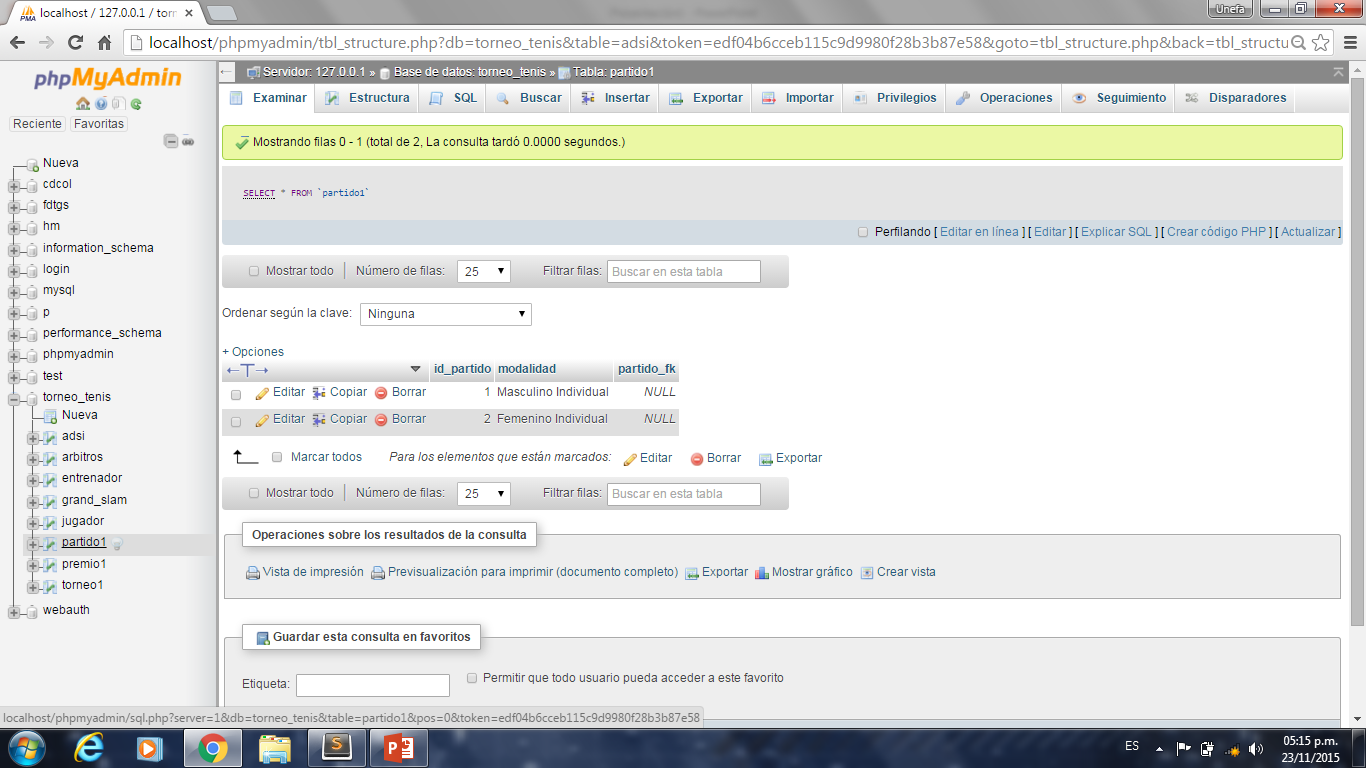 localhost / 127.0.0.1 / torn
Unefa
localhost/phpmyadmin/tbl_structure.php?db=torneo_tenis&table=adsi&token=edf04b6cceb115c9d9980f28b3b87e58&goto=tbl_structure.php&back=tbl_structu
phpMyAdmin
Reciente Favoritas
Nueva
cdcol
fdtgs
hm
information_schema
login
mysql
p
performance_schema
phpmyadmin
test
torneo_tenis
Nueva
adsi
arbitros
entrenador
grand_slam
jugador
partido1
premio1
torneo1
webauth
Servidor: 127.0.0.1 » Base de datos: torneo_tenis » Tabla: partido1
Examinar Estructura SQL Buscar Insertar Exportar Importar Privilegios Operaciones Seguimiento Disparadores
Mostrando filas 0 - 1 (total de 2, La consulta tardó 0.0000 segundos.)
SELECT * FROM `partido1`
Perfilando [ Editar en línea ] [ Editar ] [ Explicar SQL ] [ Crear código PHP ] [ Actualizar ]
Mostrar todo Número de filas: 25 Filtrar filas: Buscar en esta tabla
Ordenar según la clave: Ninguna
+ Opciones
←T→ id_partido modalidad partido_fk
Editar Copiar Borrar 1 Masculino Individual NULL
Editar Copiar Borrar 2 Femenino Individual NULL
Marcar todos Para los elementos que están marcados: Editar Borrar Exportar
Mostrar todo Número de filas: 25 Filtrar filas: Buscar en esta tabla
Operaciones sobre los resultados de la consulta
Vista de impresión Previsualización para imprimir (documento completo) Exportar Mostrar gráfico Crear vista
Guardar esta consulta en favoritos
Etiqueta: Permitir que todo usuario pueda acceder a este favorito
localhost/phpmyadmin/sql.php?server=1&db=torneo_tenis&table=partido1&pos=0&token=edf04b6cceb115c9d9980f28b3b87e58
ES 05:15 p.m.
23/11/2015